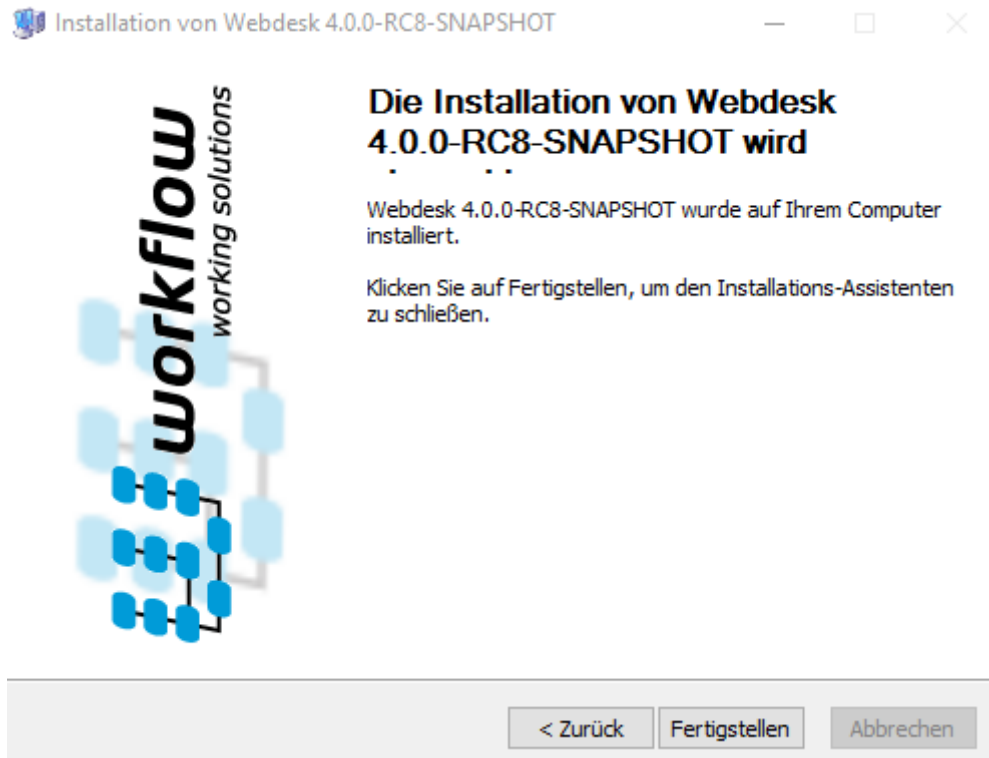 Installation von Webdesk 4.0.0-RC8-SNAPSHOT
workflow
working solutions
Die Installation von Webdesk
4.0.0-RC8-SNAPSHOT wird
Webdesk 4.0.0-RC8-SNAPSHOT wurde auf Ihrem Computer
installiert.
Klicken Sie auf Fertigstellen, um den Installations-Assistenten
zu schließen.
< Zurück
Fertigstellen
Abbrechen